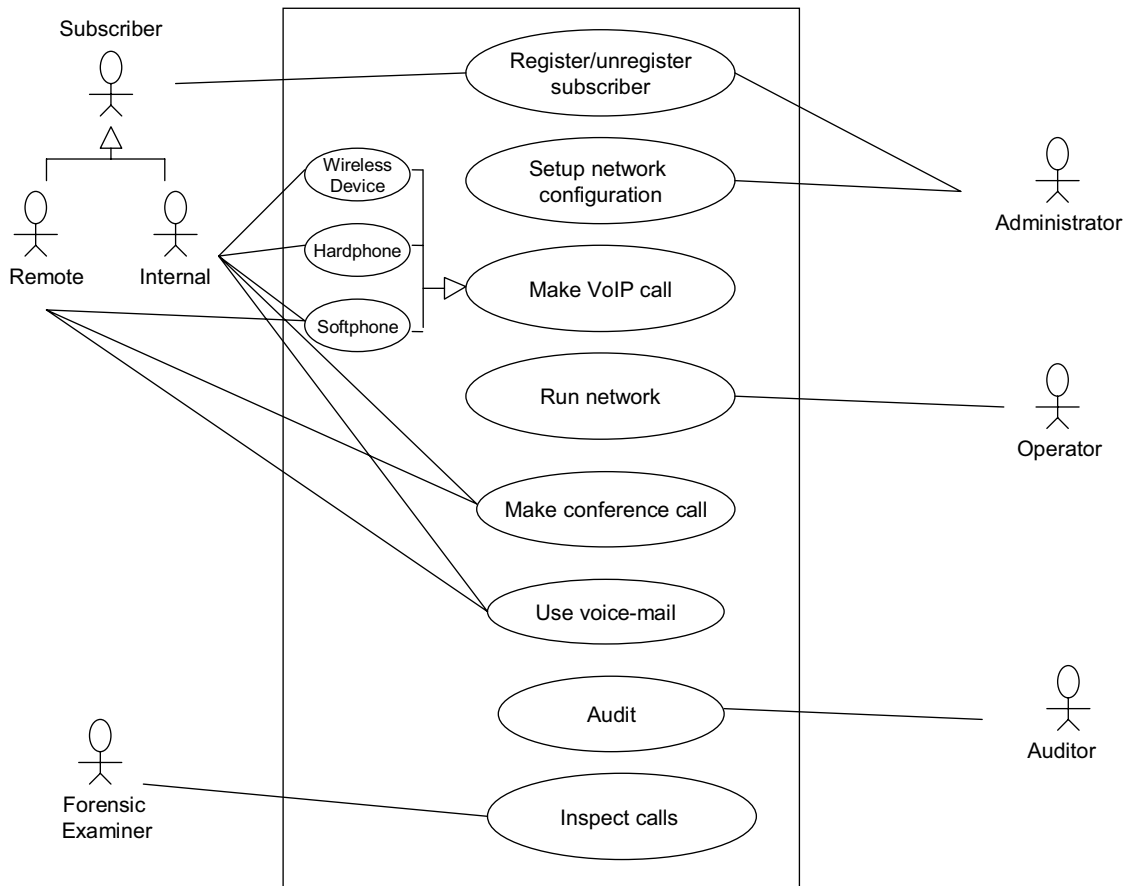 Subscriber
Register/unregister
subscriber
Wireless
Device
Setup network
configuration
Administrator
Remote
Internal
Hardphone
Make VoIP call
Softphone
Run network
Operator
Make conference call
Use voice-mail
Audit
Auditor
Forensic
Examiner
Inspect calls